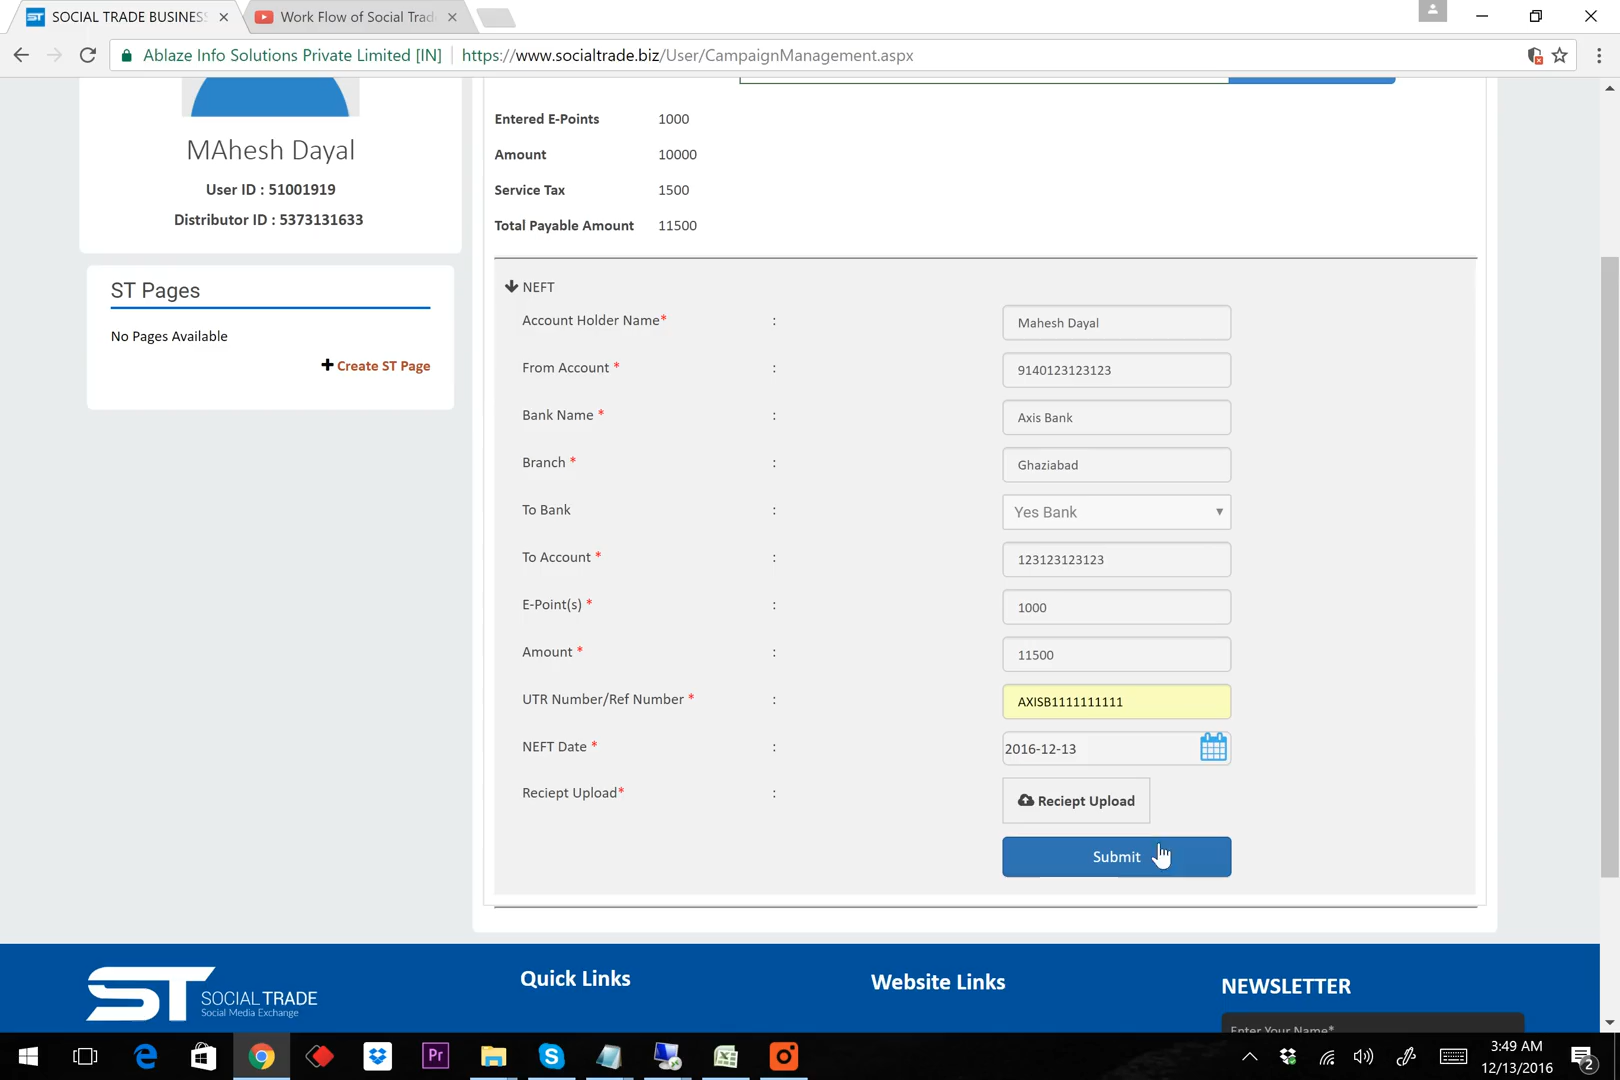 SOCIAL TRADE BUSINESS
Work Flow of Social Trad
Ablaze Info Solutions Private Limited [IN]
https://www.socialtrade.biz/User/CampaignManagement.aspx
MAhesh Dayal
User ID : 51001919
Distributor ID : 5373131633
ST Pages
No Pages Available
Create ST Page
Entered E-Points 1000
Amount 10000
Service Tax 1500
Total Payable Amount 11500
NEFT
Account Holder Name* : Mahesh Dayal
From Account * : 9140123123123
Bank Name * : Axis Bank
Branch * : Ghaziabad
To Bank : Yes Bank
To Account * : 123123123123
E-Point(s) * : 1000
Amount * : 11500
UTR Number/Ref Number * : AXISB1111111111
NEFT Date * : 2016-12-13
Reciept Upload* : Reciept Upload
Submit
ST SOCIAL TRADE
Social Media Exchange
Quick Links
Website Links
NEWSLETTER
Enter Your Name*
Pr
3:49 AM
12/13/2016
2